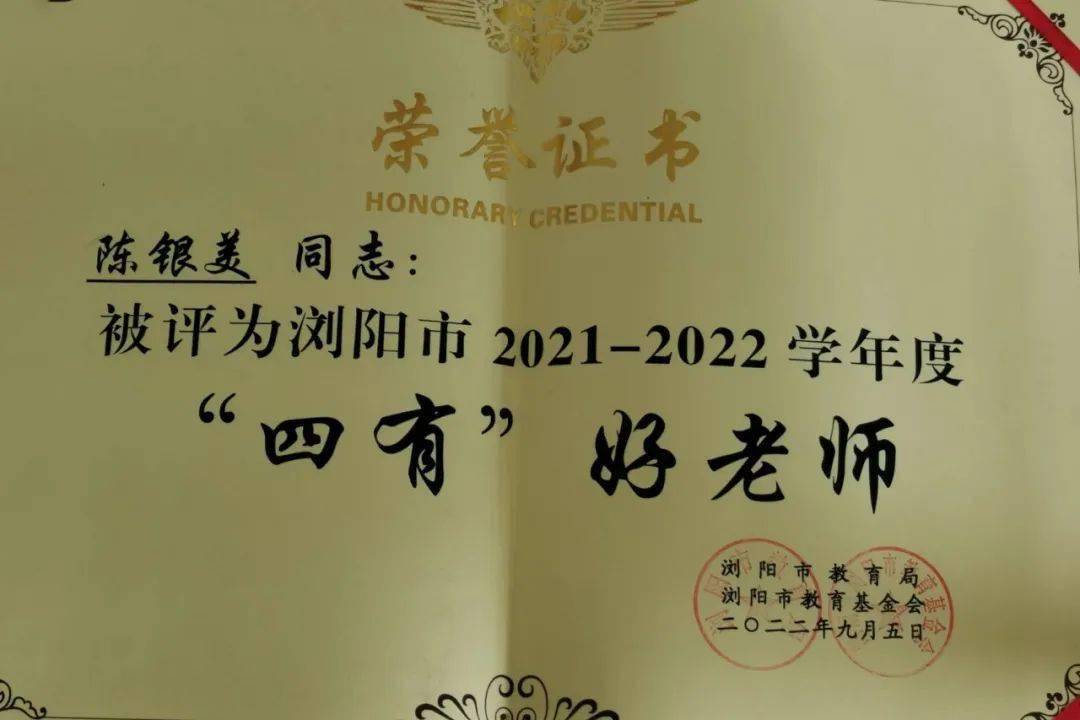 荣誉证书
HONORARY CREDENTIAL
陈银美 同志：
被评为浏阳市 2021-2022 学年度
“四有”好老师
浏阳市教育局
浏阳市教育基金会
二〇二二年九月五日